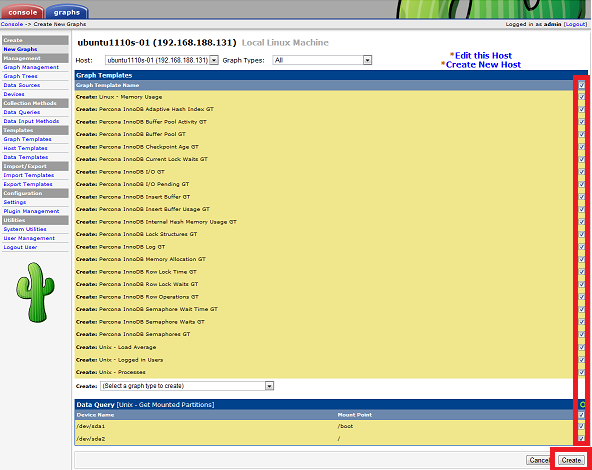 console graphs
Console -> Create New Graphs Logged in as admin (Logout)
Create
New Graphs
Management
Graph Management
Graph Trees
Data Sources
Devices
Collection Methods
Data Queries
Data Input Methods
Templates
Graph Templates
Host Templates
Data Templates
Import/Export
Import Templates
Export Templates
Configuration
Settings
Plugin Management
Utilities
System Utilities
User Management
Logout User
ubuntu1110s-01 (192.168.188.131) Local Linux Machine
Host: ubuntu1110s-01 (192.168.188.131) Graph Types: All
*Edit this Host
*Create New Host
Graph Templates
Graph Template Name
Create: Linux - Memory Usage
Create: Percona InnoDB Adaptive Hash Index GT
Create: Percona InnoDB Buffer Pool Activity GT
Create: Percona InnoDB Buffer Pool GT
Create: Percona InnoDB Checkpoint Age GT
Create: Percona InnoDB Current Lock Waits GT
Create: Percona InnoDB I/O GT
Create: Percona InnoDB I/O Pending GT
Create: Percona InnoDB Insert Buffer GT
Create: Percona InnoDB Insert Buffer Usage GT
Create: Percona InnoDB Internal Hash Memory Usage GT
Create: Percona InnoDB Lock Structures GT
Create: Percona InnoDB Log GT
Create: Percona InnoDB Memory Allocation GT
Create: Percona InnoDB Row Lock Time GT
Create: Percona InnoDB Row Lock Waits GT
Create: Percona InnoDB Row Operations GT
Create: Percona InnoDB Semaphore Wait Time GT
Create: Percona InnoDB Semaphore Waits GT
Create: Percona InnoDB Semaphores GT
Create: Unix - Load Average
Create: Unix - Logged in Users
Create: Unix - Processes
Create: (Select a graph type to create)
Data Query [Unix - Get Mounted Partitions]
Device Name Mount Point
/dev/sda1 /boot
/dev/sda2 /
Cancel Create